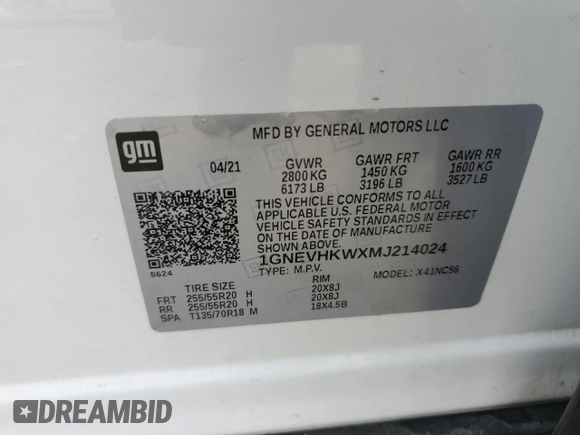 gm
MFD BY GENERAL MOTORS LLC
04/21 GVWR GAWR FRT GAWR RR
2800 KG 1450 KG 1600 KG
6173 LB 3196 LB 3527 LB
THIS VEHICLE CONFORMS TO ALL
APPLICABLE U.S. FEDERAL MOTOR
VEHICLE SAFETY STANDARDS IN EFFECT
ON THE DATE OF MANUFACTURE
SHOWN ABOVE.
1GNEVHKWXMJ214024
8624
TYPE: M.P.V. MODEL: X41NC56
TIRE SIZE RIM
FRT 255/55R20 H 20X8J
RR 255/55R20 H 20X8J
SPA T135/70R18 M 18X4.5B
DREAMBID